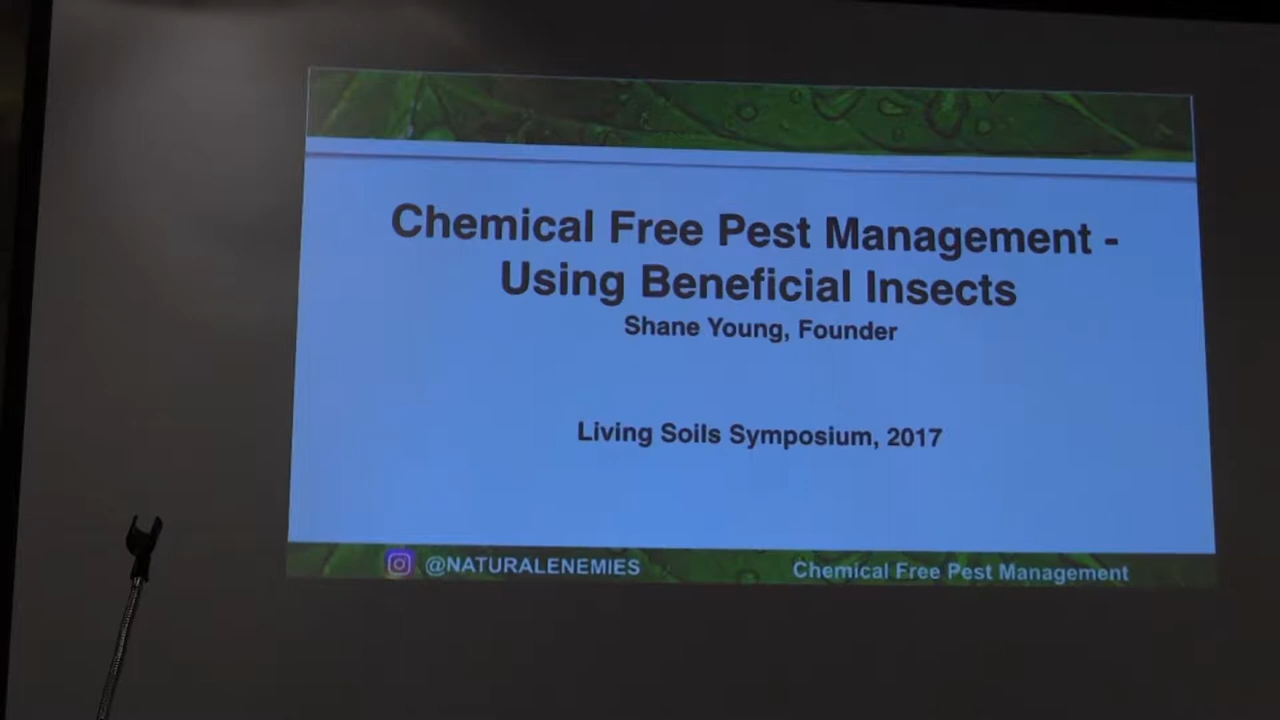 Chemical Free Pest Management -
Using Beneficial Insects
Shane Young, Founder
Living Soils Symposium, 2017
@NATURALENEMIES
Chemical Free Pest Management